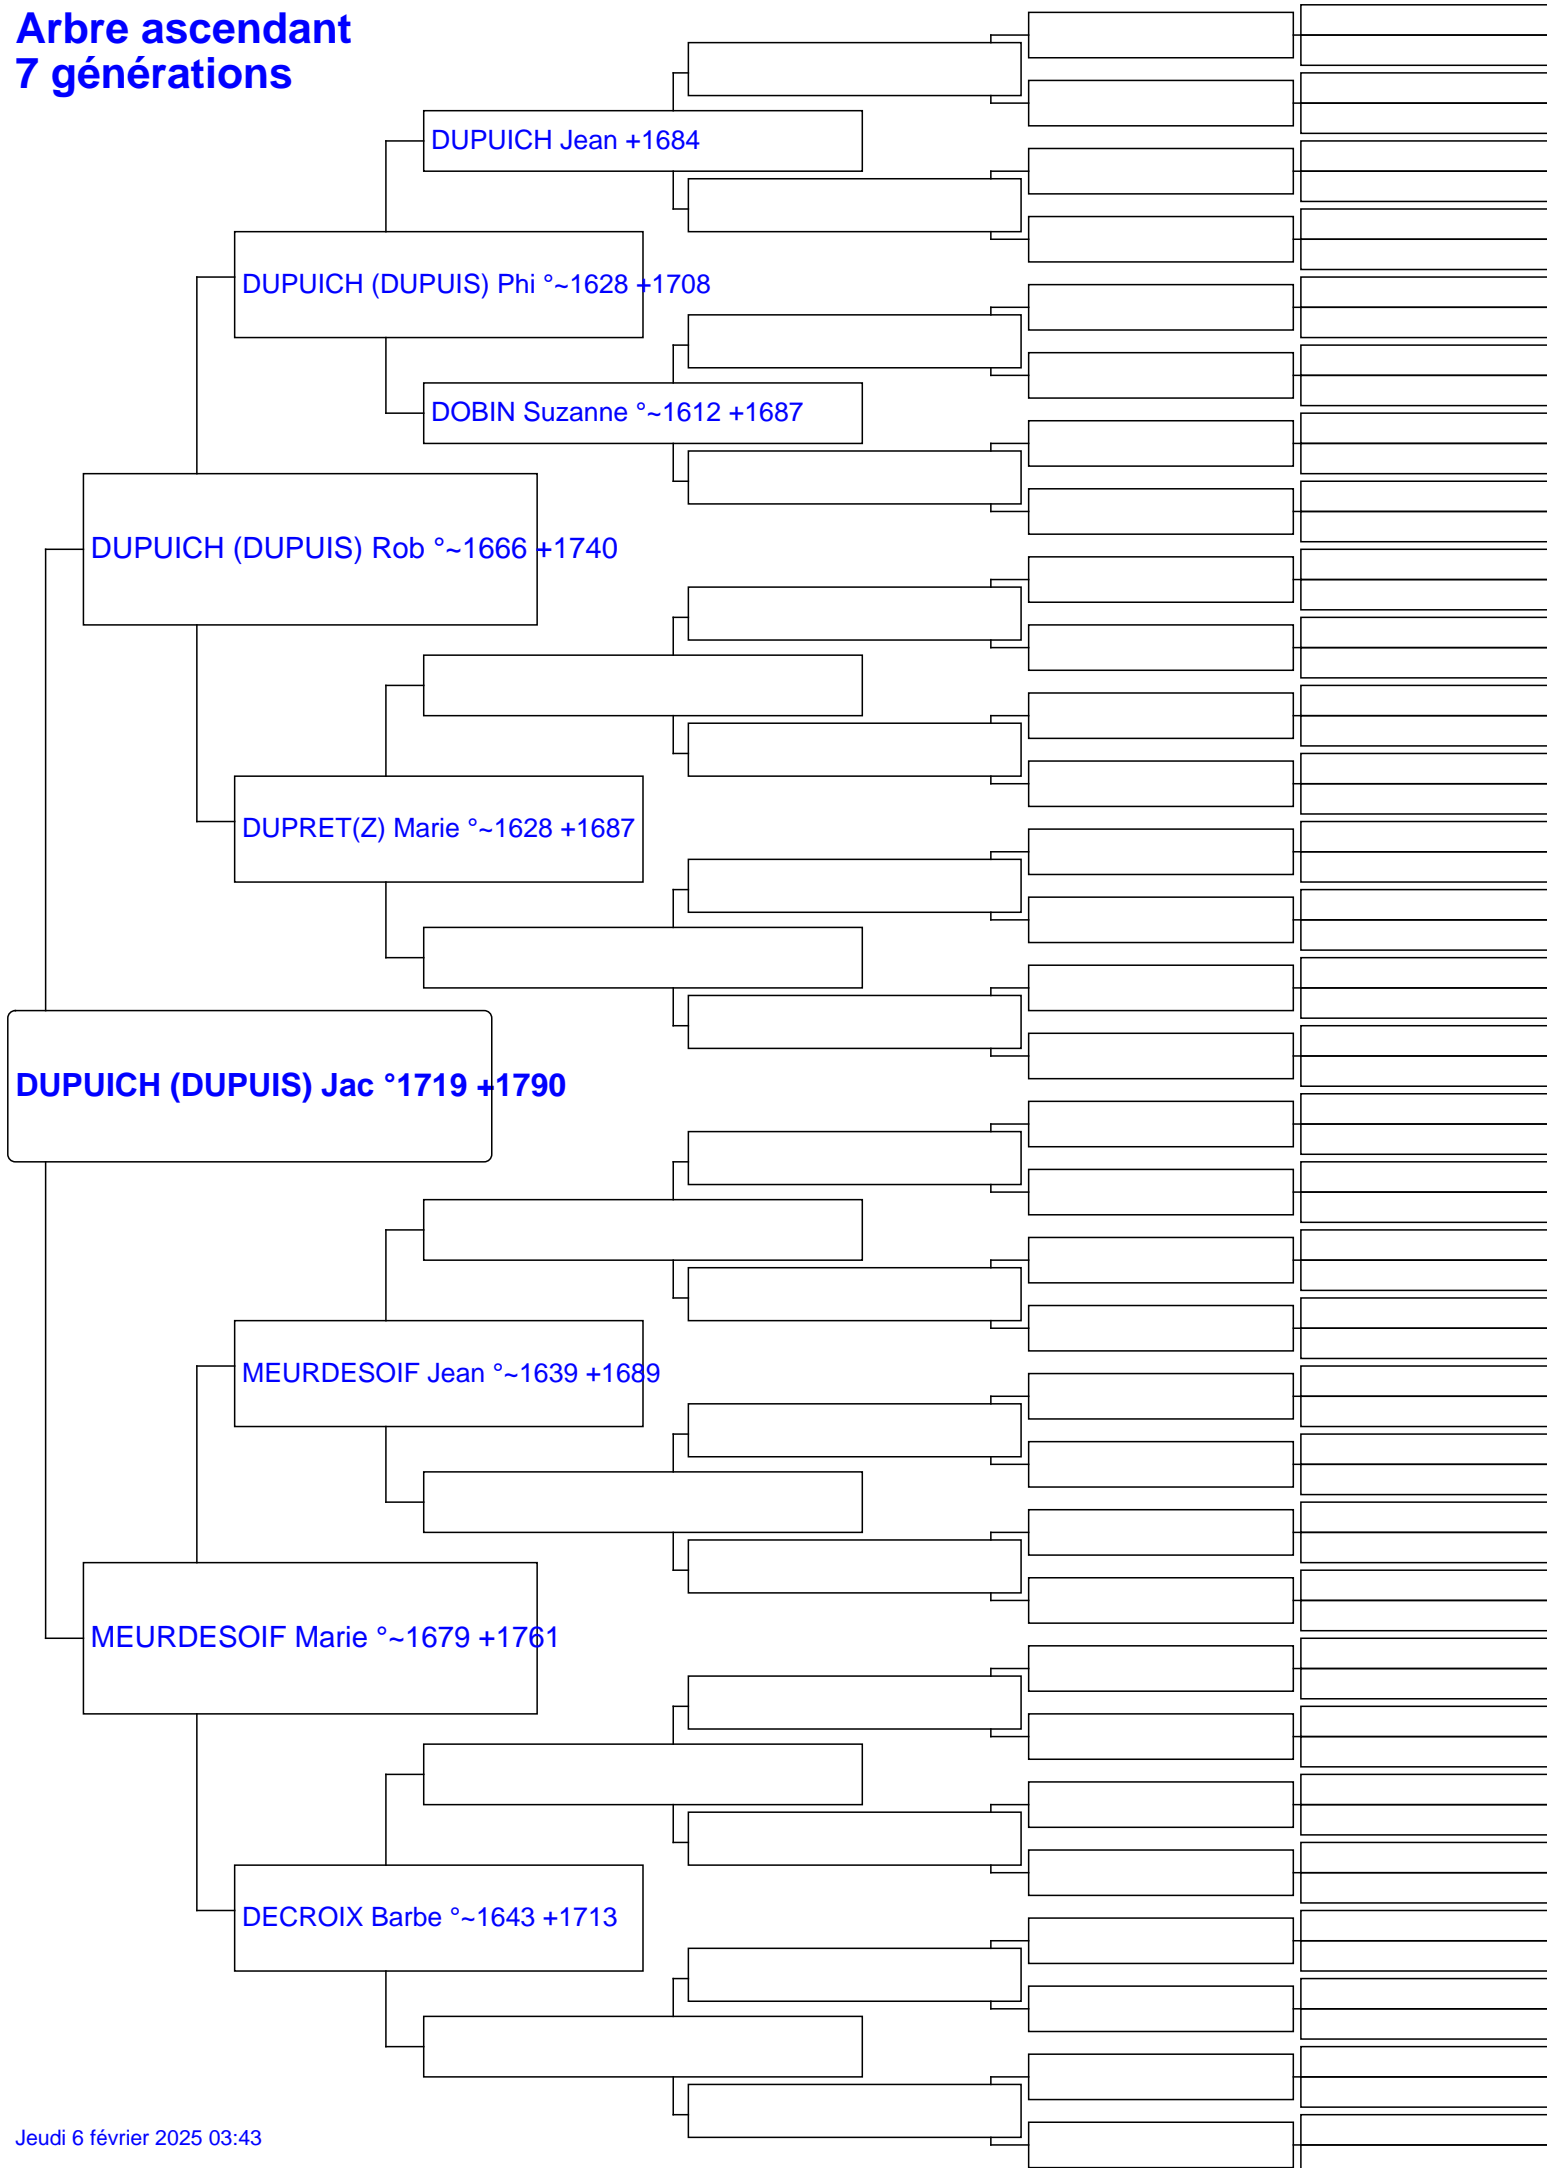 Arbre ascendant
7 générations
DUPUICH Jean +1684
DUPUICH (DUPUIS) Phi °~1628 +1708
DOBIN Suzanne °~1612 +1687
DUPUICH (DUPUIS) Rob °~1666 +1740
DUPRET(Z) Marie °~1628 +1687
DUPUICH (DUPUIS) Jac °1719 +1790
MEURDESOIF Jean °~1639 +1689
MEURDESOIF Marie °~1679 +1761
DECROIX Barbe °~1643 +1713
Jeudi 6 février 2025 03:43